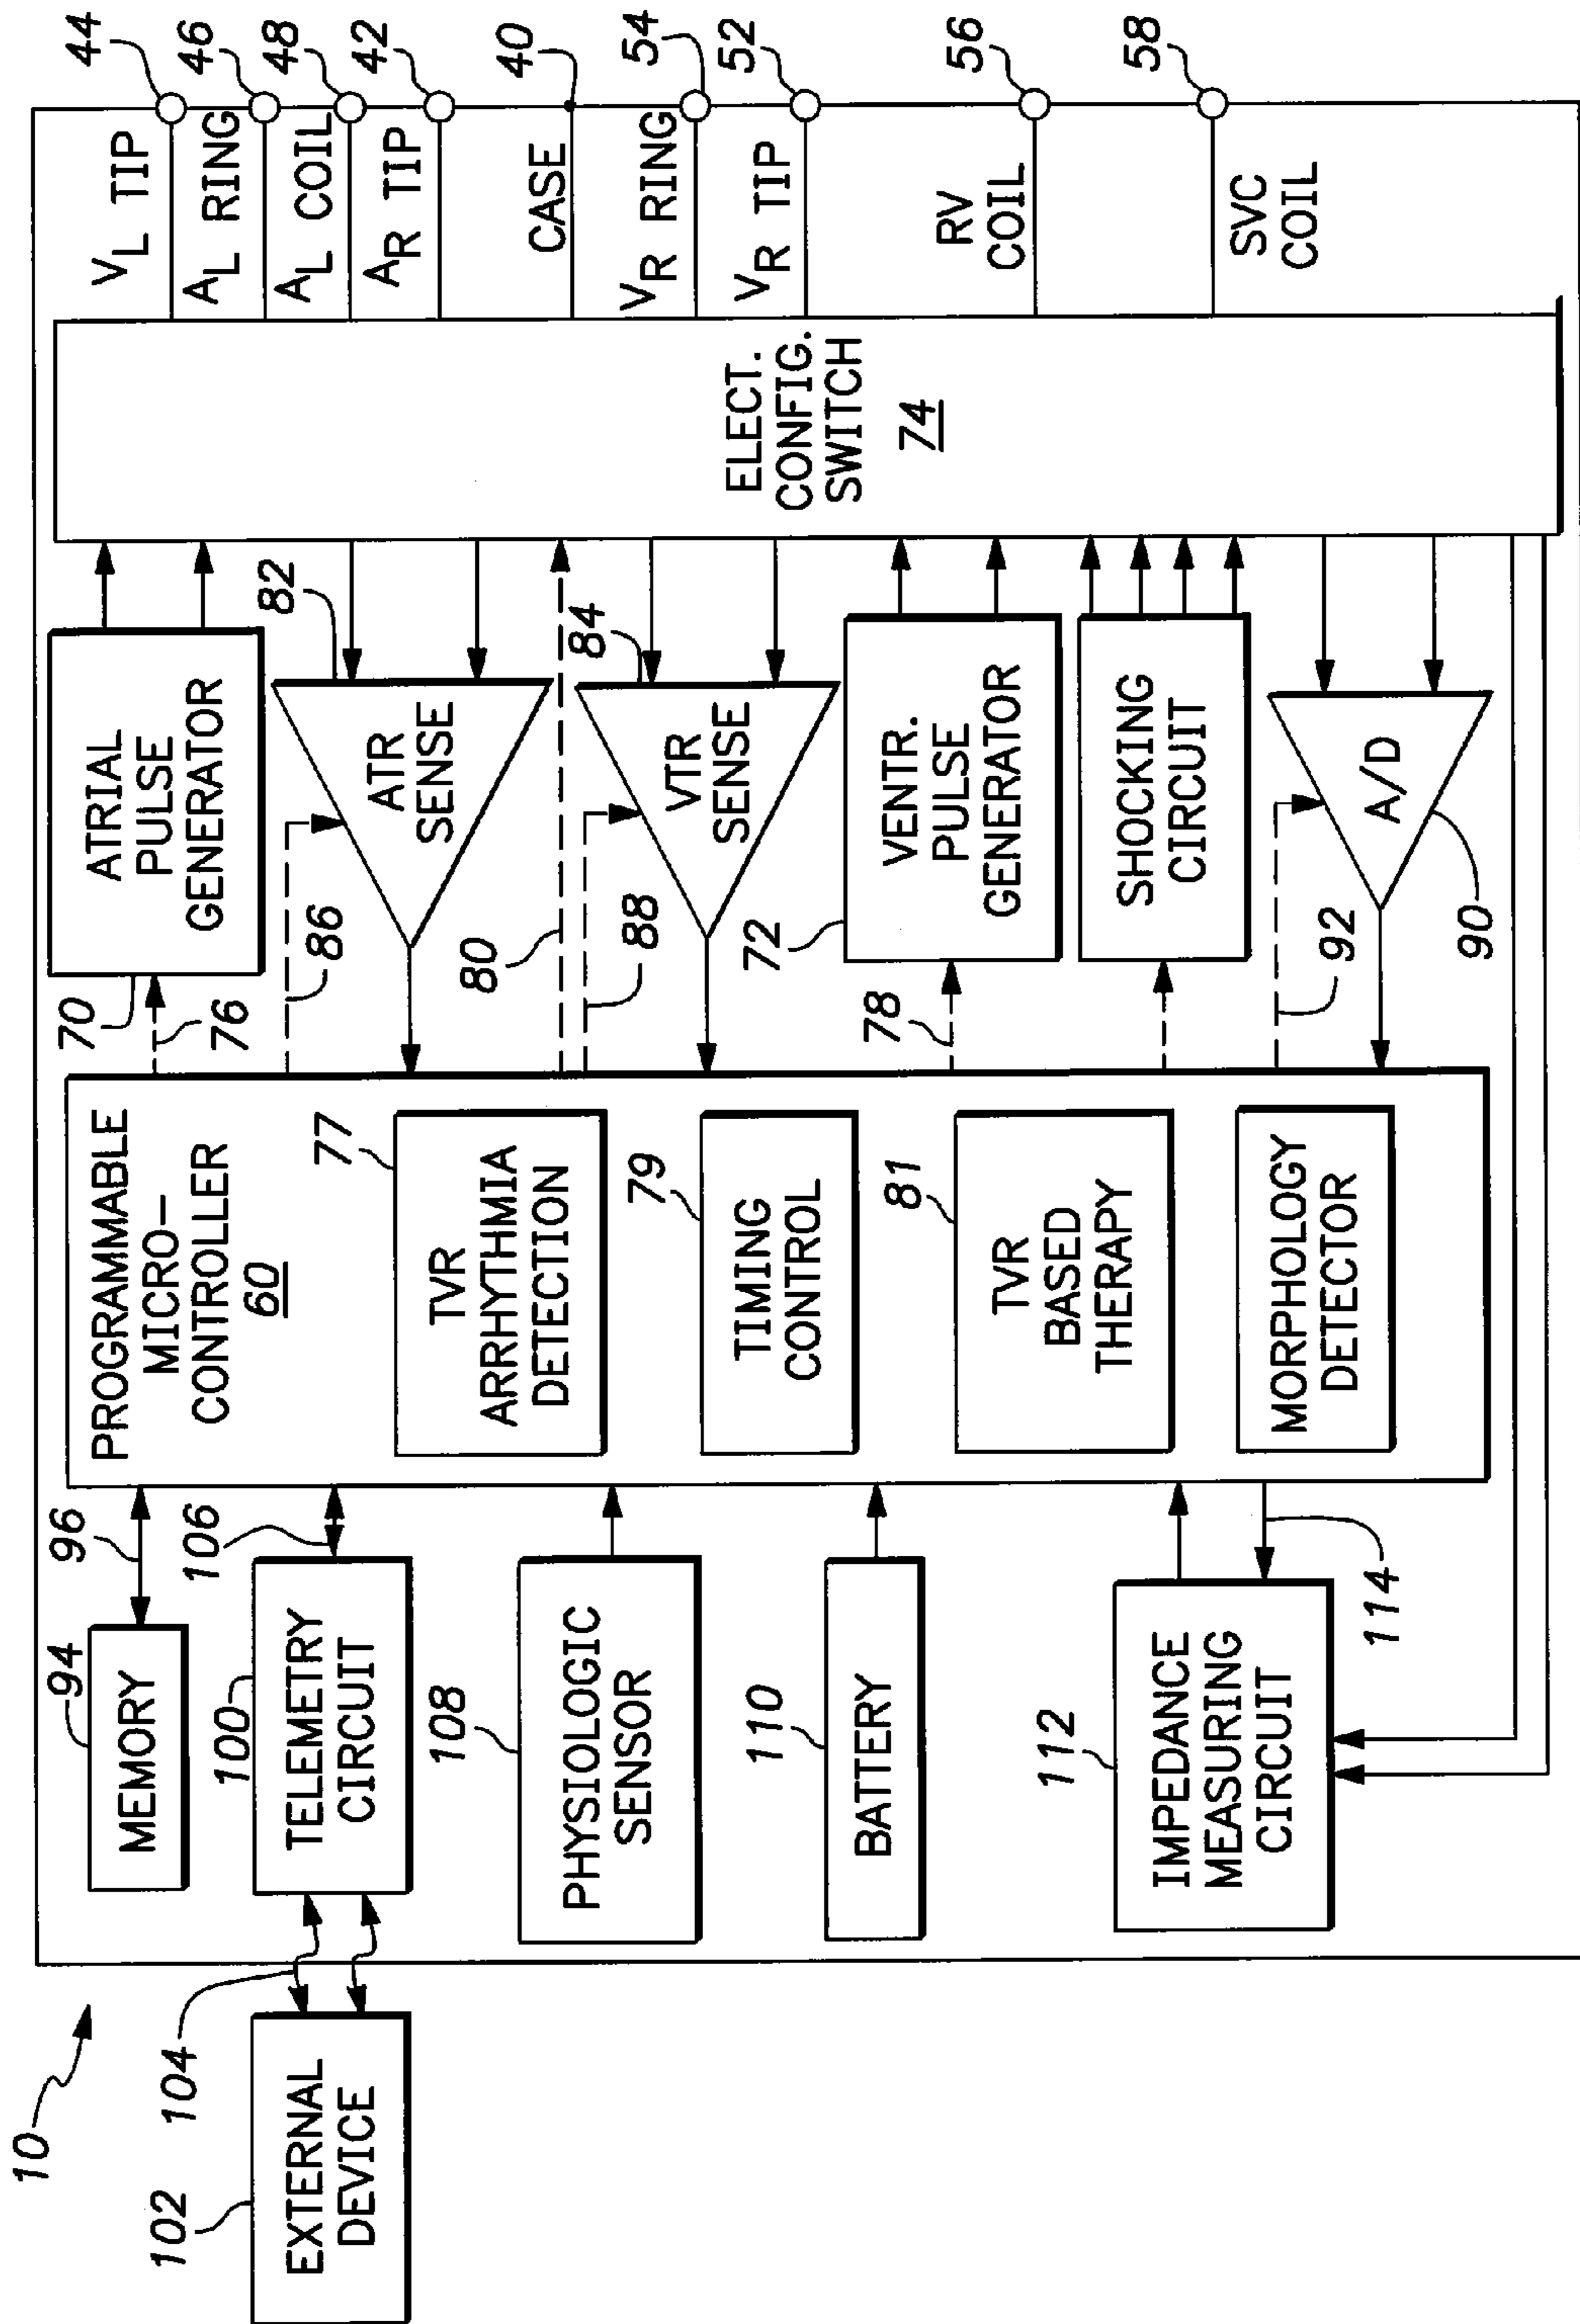 10
102
EXTERNAL
DEVICE
104
94
MEMORY
96
100
TELEMETRY
CIRCUIT
106
108
PHYSIOLOGIC
SENSOR
110
BATTERY
112
IMPEDANCE
MEASURING
CIRCUIT
114
PROGRAMMABLE
MICRO–
CONTROLLER
60
77
TVR
ARRHYTHMIA
DETECTION
79
TIMING
CONTROL
81
TVR
BASED
THERAPY
MORPHOLOGY
DETECTOR
70
76
ATRIAL
PULSE
GENERATOR
86
82
ATR
SENSE
80
88
84
VTR
SENSE
72
78
VENTR.
PULSE
GENERATOR
SHOCKING
CIRCUIT
92
A/D
90
ELECT.
CONFIG.
SWITCH
74
VL TIP
44
AL RING
46
AL COIL
48
AR TIP
42
CASE
40
VR RING
54
VR TIP
52
RV
COIL
56
SVC
COIL
58